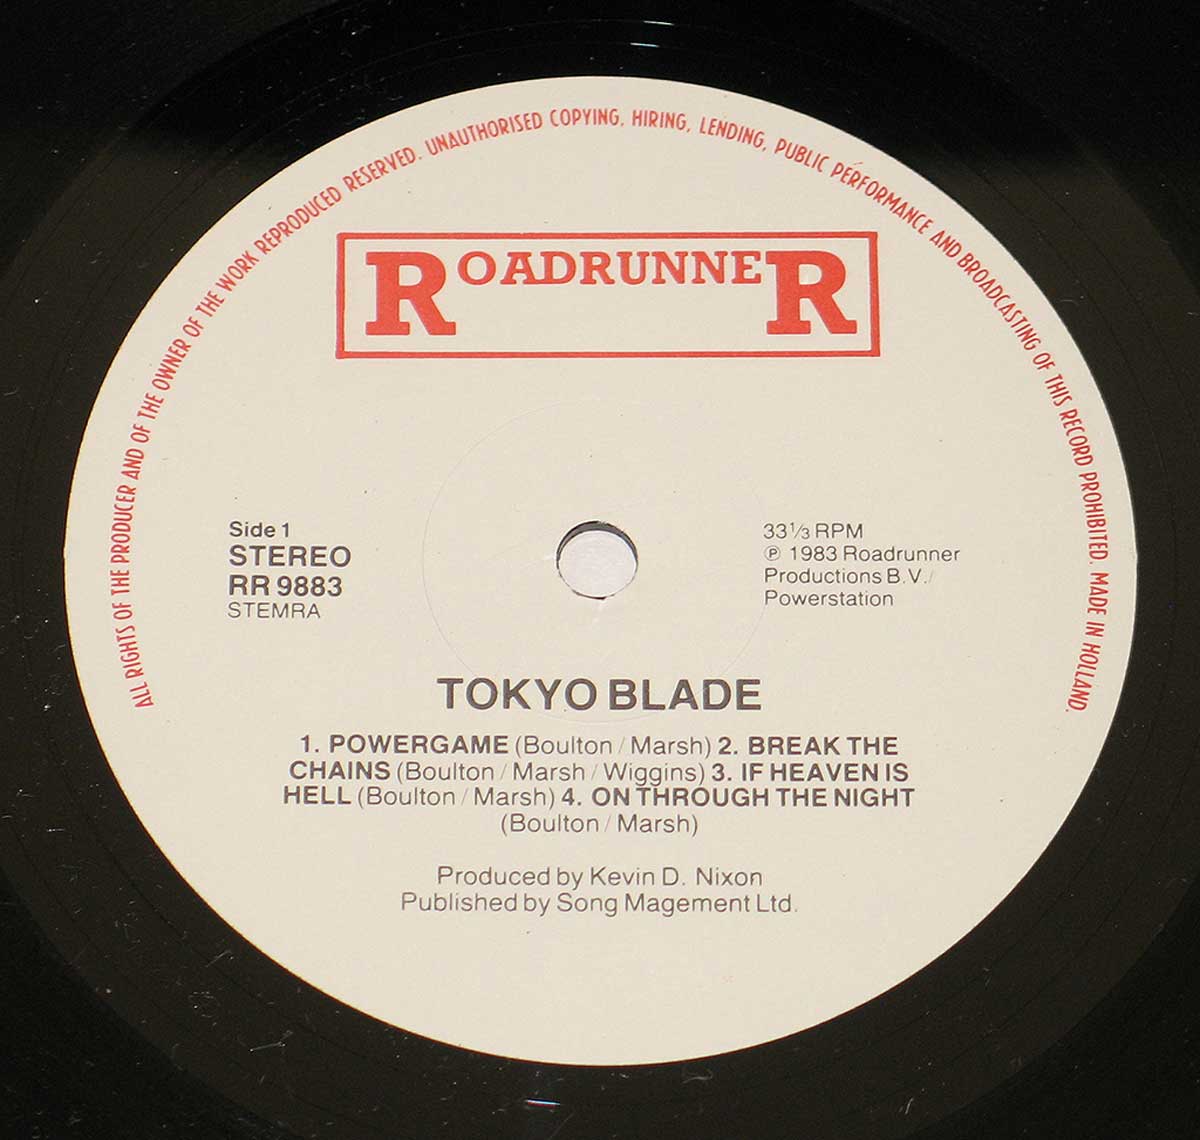 ALL RIGHTS OF THE PRODUCER AND OF THE OWNER OF THE WORK REPRODUCED RESERVED. UNAUTHORISED COPYING, HIRING, LENDING, PUBLIC PERFORMANCE AND BROADCASTING OF THIS RECORD PROHIBITED. MADE IN HOLLAND.
ROADRUNNER
Side 1
STEREO
RR 9883
STEMRA
33⅓ RPM
℗ 1983 Roadrunner
Productions B.V./
Powerstation
TOKYO BLADE
1. POWERGAME (Boulton / Marsh) 2. BREAK THE
CHAINS (Boulton / Marsh / Wiggins) 3. IF HEAVEN IS
HELL (Boulton / Marsh) 4. ON THROUGH THE NIGHT
(Boulton / Marsh)
Produced by Kevin D. Nixon
Published by Song Magement Ltd.